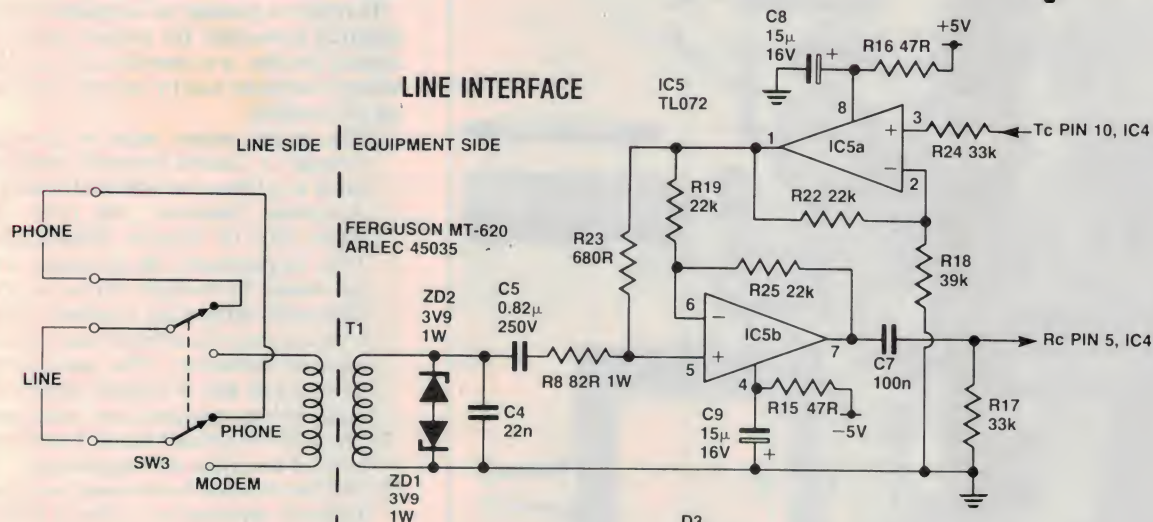 LINE INTERFACE
LINE SIDE
EQUIPMENT SIDE
FERGUSON MT-620
ARLEC 45035
PHONE
LINE
SW3
PHONE
MODEM
T1
ZD2
3V9
1W
ZD1
3V9
1W
C4
22n
C5
0.82µ
250V
R8 82R 1W
R23
680R
R19
22k
R25 22k
R22 22k
IC5
TL072
C8
15µ
16V
+
R16 47R
+5V
8
1
IC5a
+
3
−
2
R24 33k
Tc PIN 10, IC4
R18
39k
6
−
IC5b
+
5
7
4
C7
100n
Rc PIN 5, IC4
R15 47R
−5V
C9
15µ
16V
+
R17
33k
D3